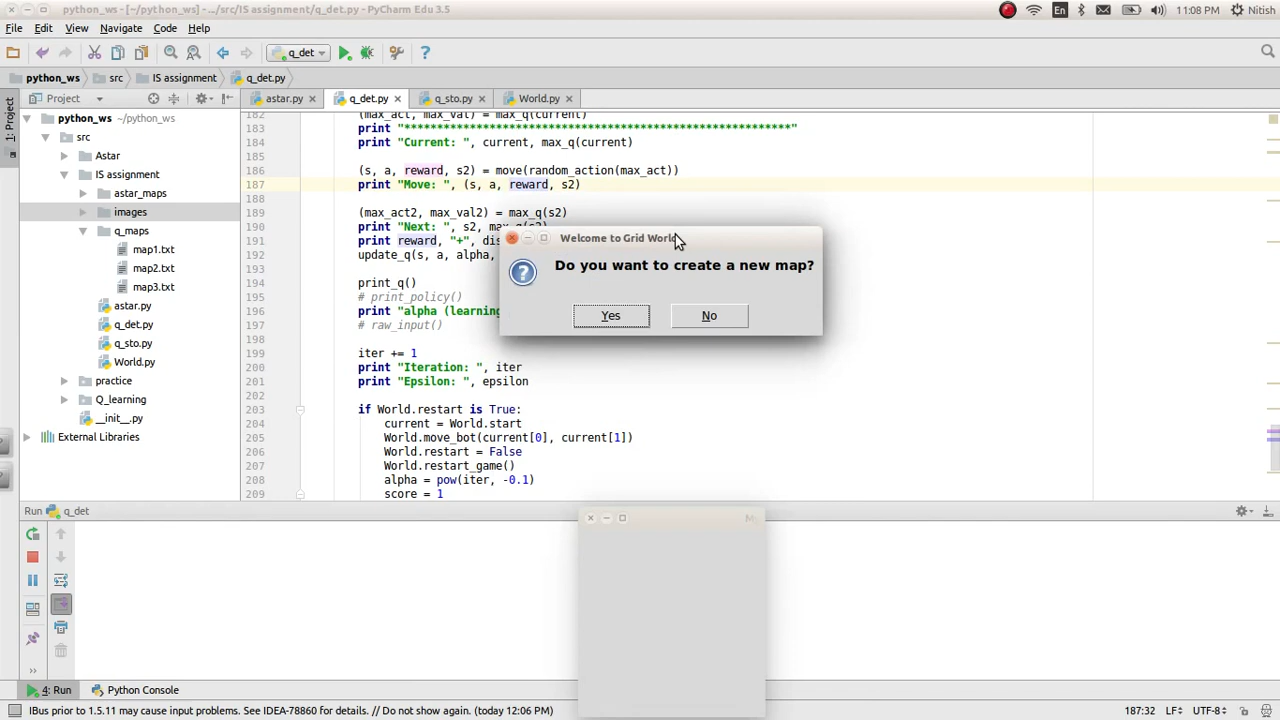 python_ws - [~/python_ws] - .../src/IS assignment/q_det.py - PyCharm Edu 3.5
En
11:08 PM
Nitish
File Edit View Navigate Code Help
q_det
python_ws src IS assignment q_det.py
1: Project
Project
astar.py
q_det.py
q_sto.py
World.py
python_ws (~/python_ws)
src
Astar
IS assignment
astar_maps
images
q_maps
map1.txt
map2.txt
map3.txt
astar.py
q_det.py
q_sto.py
World.py
practice
Q_learning
__init__.py
External Libraries
182 (max_act, max_val) = max_q(current)
183 print "***********************************************************"
184 print "Current: ", current, max_q(current)
185
186 (s, a, reward, s2) = move(random_action(max_act))
187 print "Move: ", (s, a, reward, s2)
188
189 (max_act2, max_val2) = max_q(s2)
190 print "Next: ", s2, max_q(s2)
191 print reward, "+", dis
192 update_q(s, a, alpha,
193
194 print_q()
195 # print_policy()
196 print "alpha (learning
197 # raw_input()
198
199 iter += 1
200 print "Iteration: ", iter
201 print "Epsilon: ", epsilon
202
203 if World.restart is True:
204 current = World.start
205 World.move_bot(current[0], current[1])
206 World.restart = False
207 World.restart_game()
208 alpha = pow(iter, -0.1)
209 score = 1
Welcome to Grid World
Do you want to create a new map?
Yes
No
Run q_det
4: Run
Python Console
IBus prior to 1.5.11 may cause input problems. See IDEA-78860 for details. // Do not show again. (today 12:06 PM)
187:32
LF÷
UTF-8÷